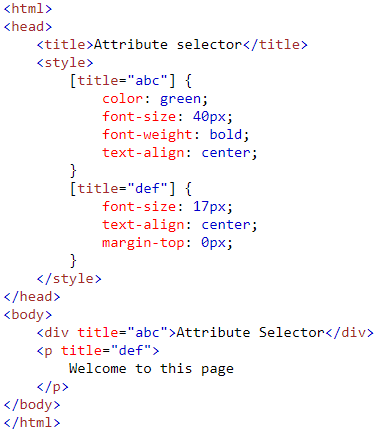 <html>
<head>
    <title>Attribute selector</title>
    <style>
        [title="abc"] {
            color: green;
            font-size: 40px;
            font-weight: bold;
            text-align: center;
        }
        [title="def"] {
            font-size: 17px;
            text-align: center;
            margin-top: 0px;
        }
    </style>
</head>
<body>
    <div title="abc">Attribute Selector</div>
    <p title="def">
        Welcome to this page
    </p>
</body>
</html>